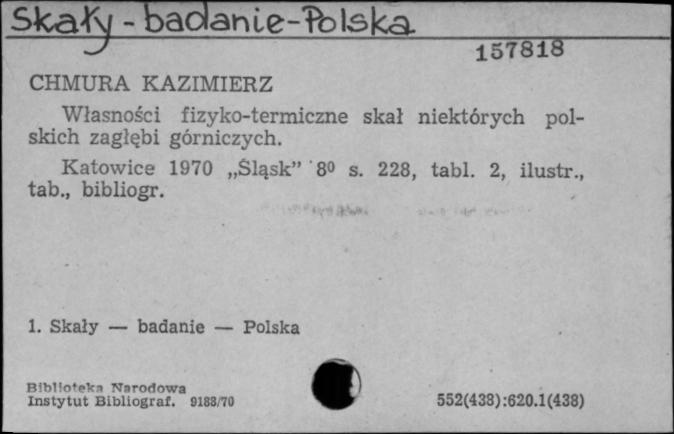 Skały - badanie - Polska
157818
CHMURA KAZIMIERZ
Własności fizyko-termiczne skał niektórych pol-
skich zagłębi górniczych.
Katowice 1970 „Śląsk” 8⁰ s. 228, tabl. 2, ilustr.,
tab., bibliogr.
1. Skały — badanie — Polska
Biblioteka Narodowa
Instytut Bibliograf. 9188/70
552(438):620.1(438)